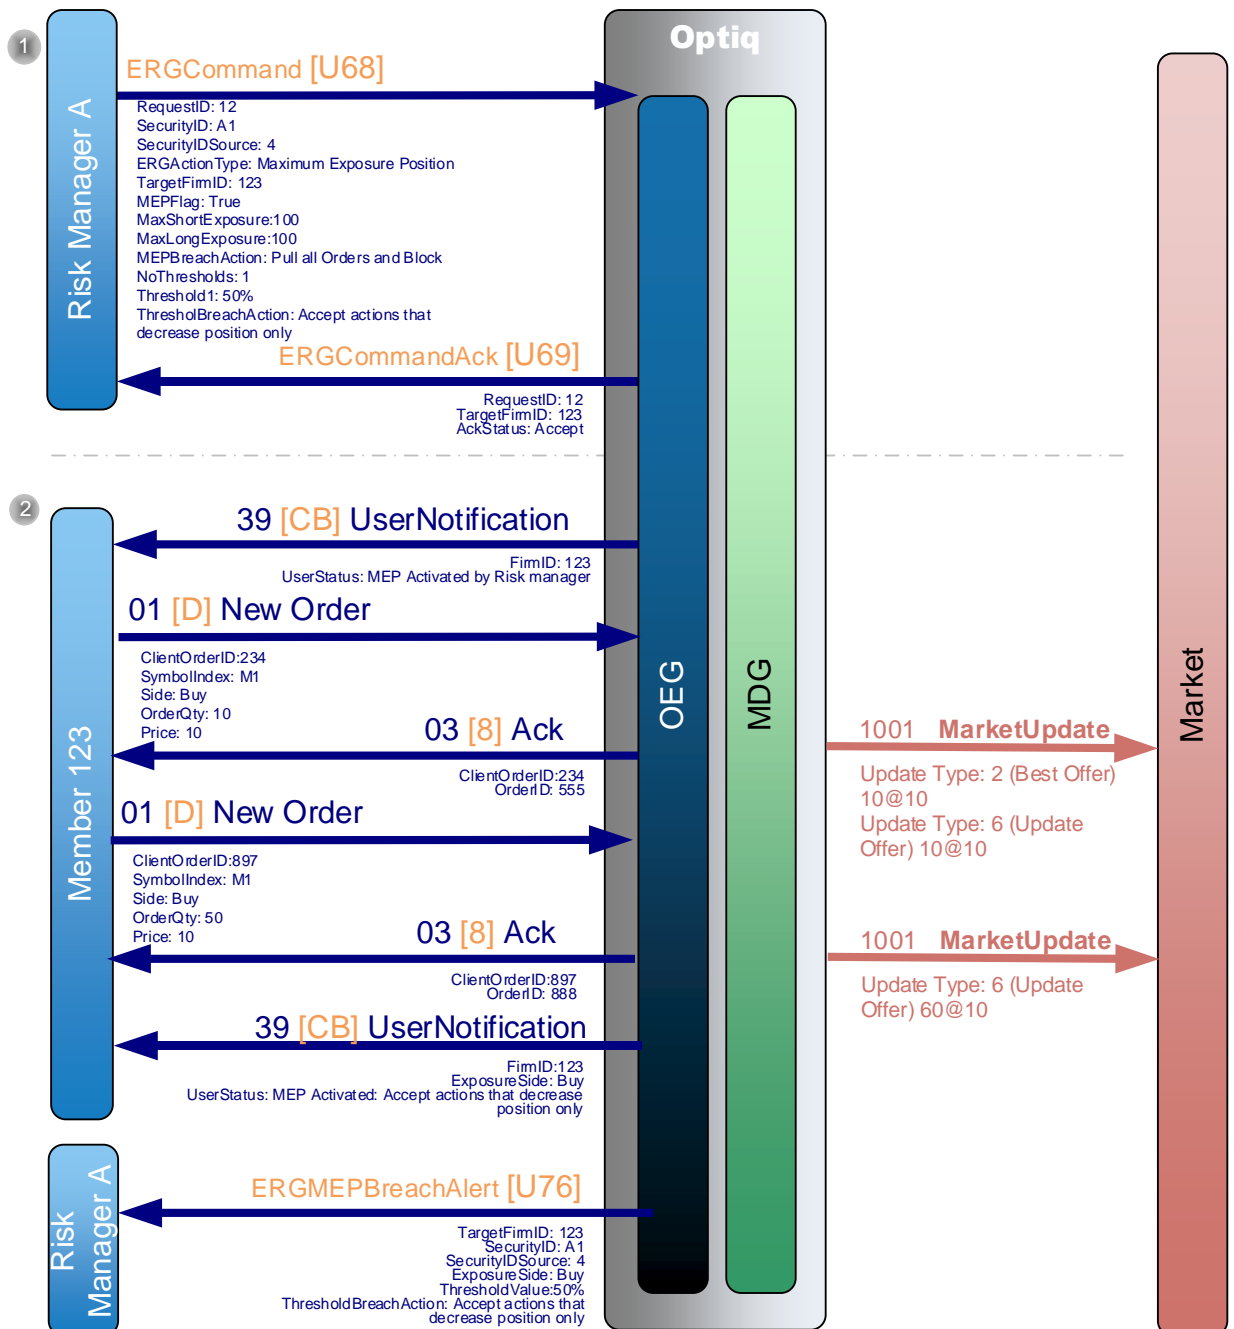 Optiq
1
Risk Manager A
ERGCommand [U68]
RequestID: 12
SecurityID: A1
SecurityIDSource: 4
ERGActionType: Maximum Exposure Position
TargetFirmID: 123
MEPFlag: True
MaxShortExposure:100
MaxLongExposure:100
MEPBreachAction: Pull all Orders and Block
NoThresholds: 1
Threshold1: 50%
ThresholBreachAction: Accept actions that
decrease position only
ERGCommandAck [U69]
RequestID: 12
TargetFirmID: 123
AckStatus: Accept
2
Member 123
39 [CB] UserNotification
FirmID: 123
UserStatus: MEP Activated by Risk manager
01 [D] New Order
ClientOrderID:234
SymbolIndex: M1
Side: Buy
OrderQty: 10
Price: 10
03 [8] Ack
ClientOrderID:234
OrderID: 555
OEG
MDG
Market
1001 MarketUpdate
Update Type: 2 (Best Offer)
10@10
Update Type: 6 (Update
Offer) 10@10
01 [D] New Order
ClientOrderID:897
SymbolIndex: M1
Side: Buy
OrderQty: 50
Price: 10
03 [8] Ack
ClientOrderID:897
OrderID: 888
1001 MarketUpdate
Update Type: 6 (Update
Offer) 60@10
39 [CB] UserNotification
FirmID:123
ExposureSide: Buy
UserStatus: MEP Activated: Accept actions that decrease
position only
Risk
Manager A
ERGMEPBreachAlert [U76]
TargetFirmID: 123
SecurityID: A1
SecurityIDSource: 4
ExposureSide: Buy
ThresholdValue:50%
ThresholdBreachAction: Accept actions that
decrease position only